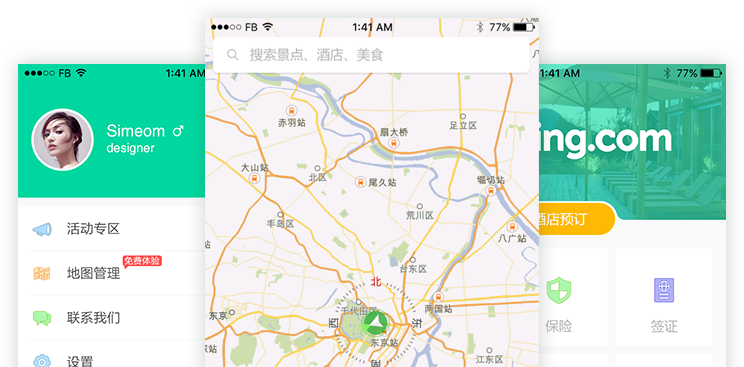 ●●●○○ FB 1:41 AM
Simeom ♂
designer
活动专区
地图管理
免费体验
联系我们
设置
●●●○○ FB 1:41 AM 77%
搜索景点、酒店、美食
足立区
赤羽站
扇大桥
大山站
北区
尾久站
堀切站
荒川区
丰岛区
八广站
台东区
北
千代田区
两国站
西
东
东京站
江东区
1:41 AM 77%
ing.com
酒店预订
保险
签证